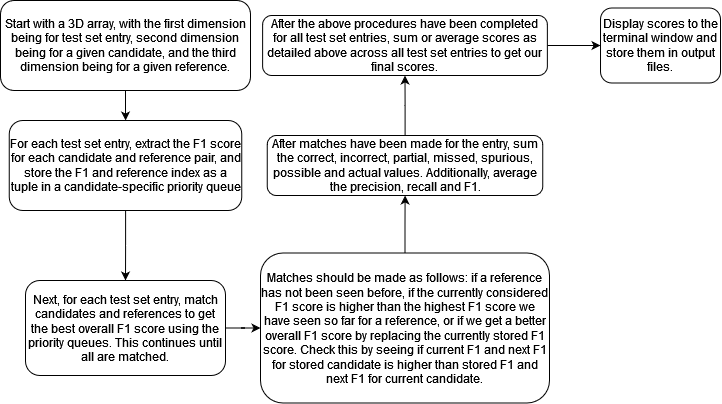 Start with a 3D array, with the first dimension
being for test set entry, second dimension
being for a given candidate, and the third
dimension being for a given reference.
For each test set entry, extract the F1 score
for each candidate and reference pair, and
store the F1 and reference index as a
tuple in a candidate-specific priority queue
Next, for each test set entry, match
candidates and references to get
the best overall F1 score using the
priority queues. This continues until
all are matched.
Matches should be made as follows: if a reference
has not been seen before, if the currently considered
F1 score is higher than the highest F1 score we
have seen so far for a reference, or if we get a better
overall F1 score by replacing the currently stored F1
score. Check this by seeing if current F1 and next F1
for stored candidate is higher than stored F1 and
next F1 for current candidate.
After matches have been made for the entry, sum
the correct, incorrect, partial, missed, spurious,
possible and actual values. Additionally, average
the precision, recall and F1.
After the above procedures have been completed
for all test set entries, sum or average scores as
detailed above across all test set entries to get our
final scores.
Display scores to the
terminal window and
store them in output
files.